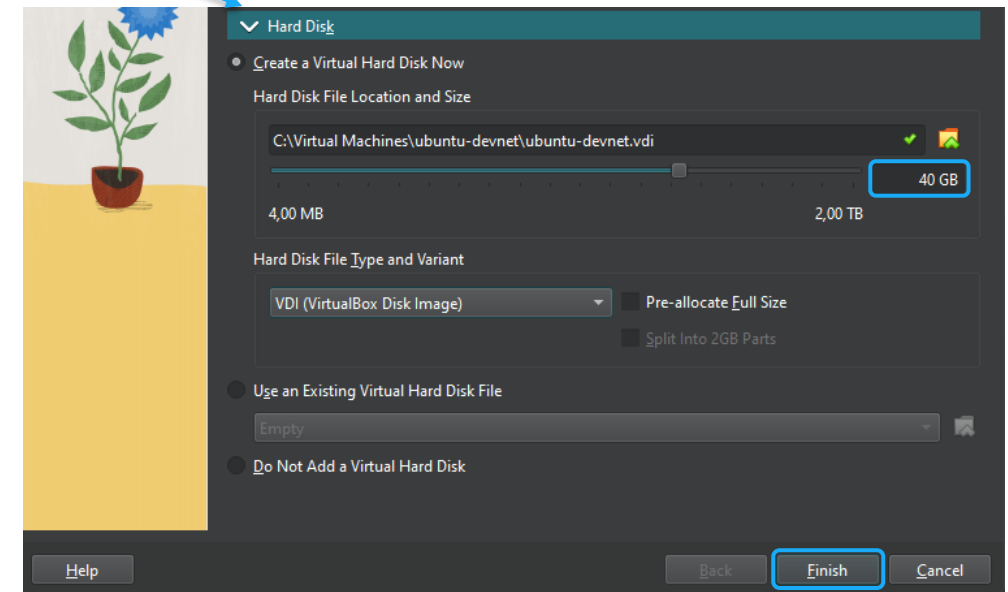 Hard Disk
Create a Virtual Hard Disk Now
Hard Disk File Location and Size
C:\Virtual Machines\ubuntu-devnet\ubuntu-devnet.vdi
40 GB
4,00 MB 2,00 TB
Hard Disk File Type and Variant
VDI (VirtualBox Disk Image) Pre-allocate Full Size
Split Into 2GB Parts
Use an Existing Virtual Hard Disk File
Empty
Do Not Add a Virtual Hard Disk
Help Back Finish Cancel